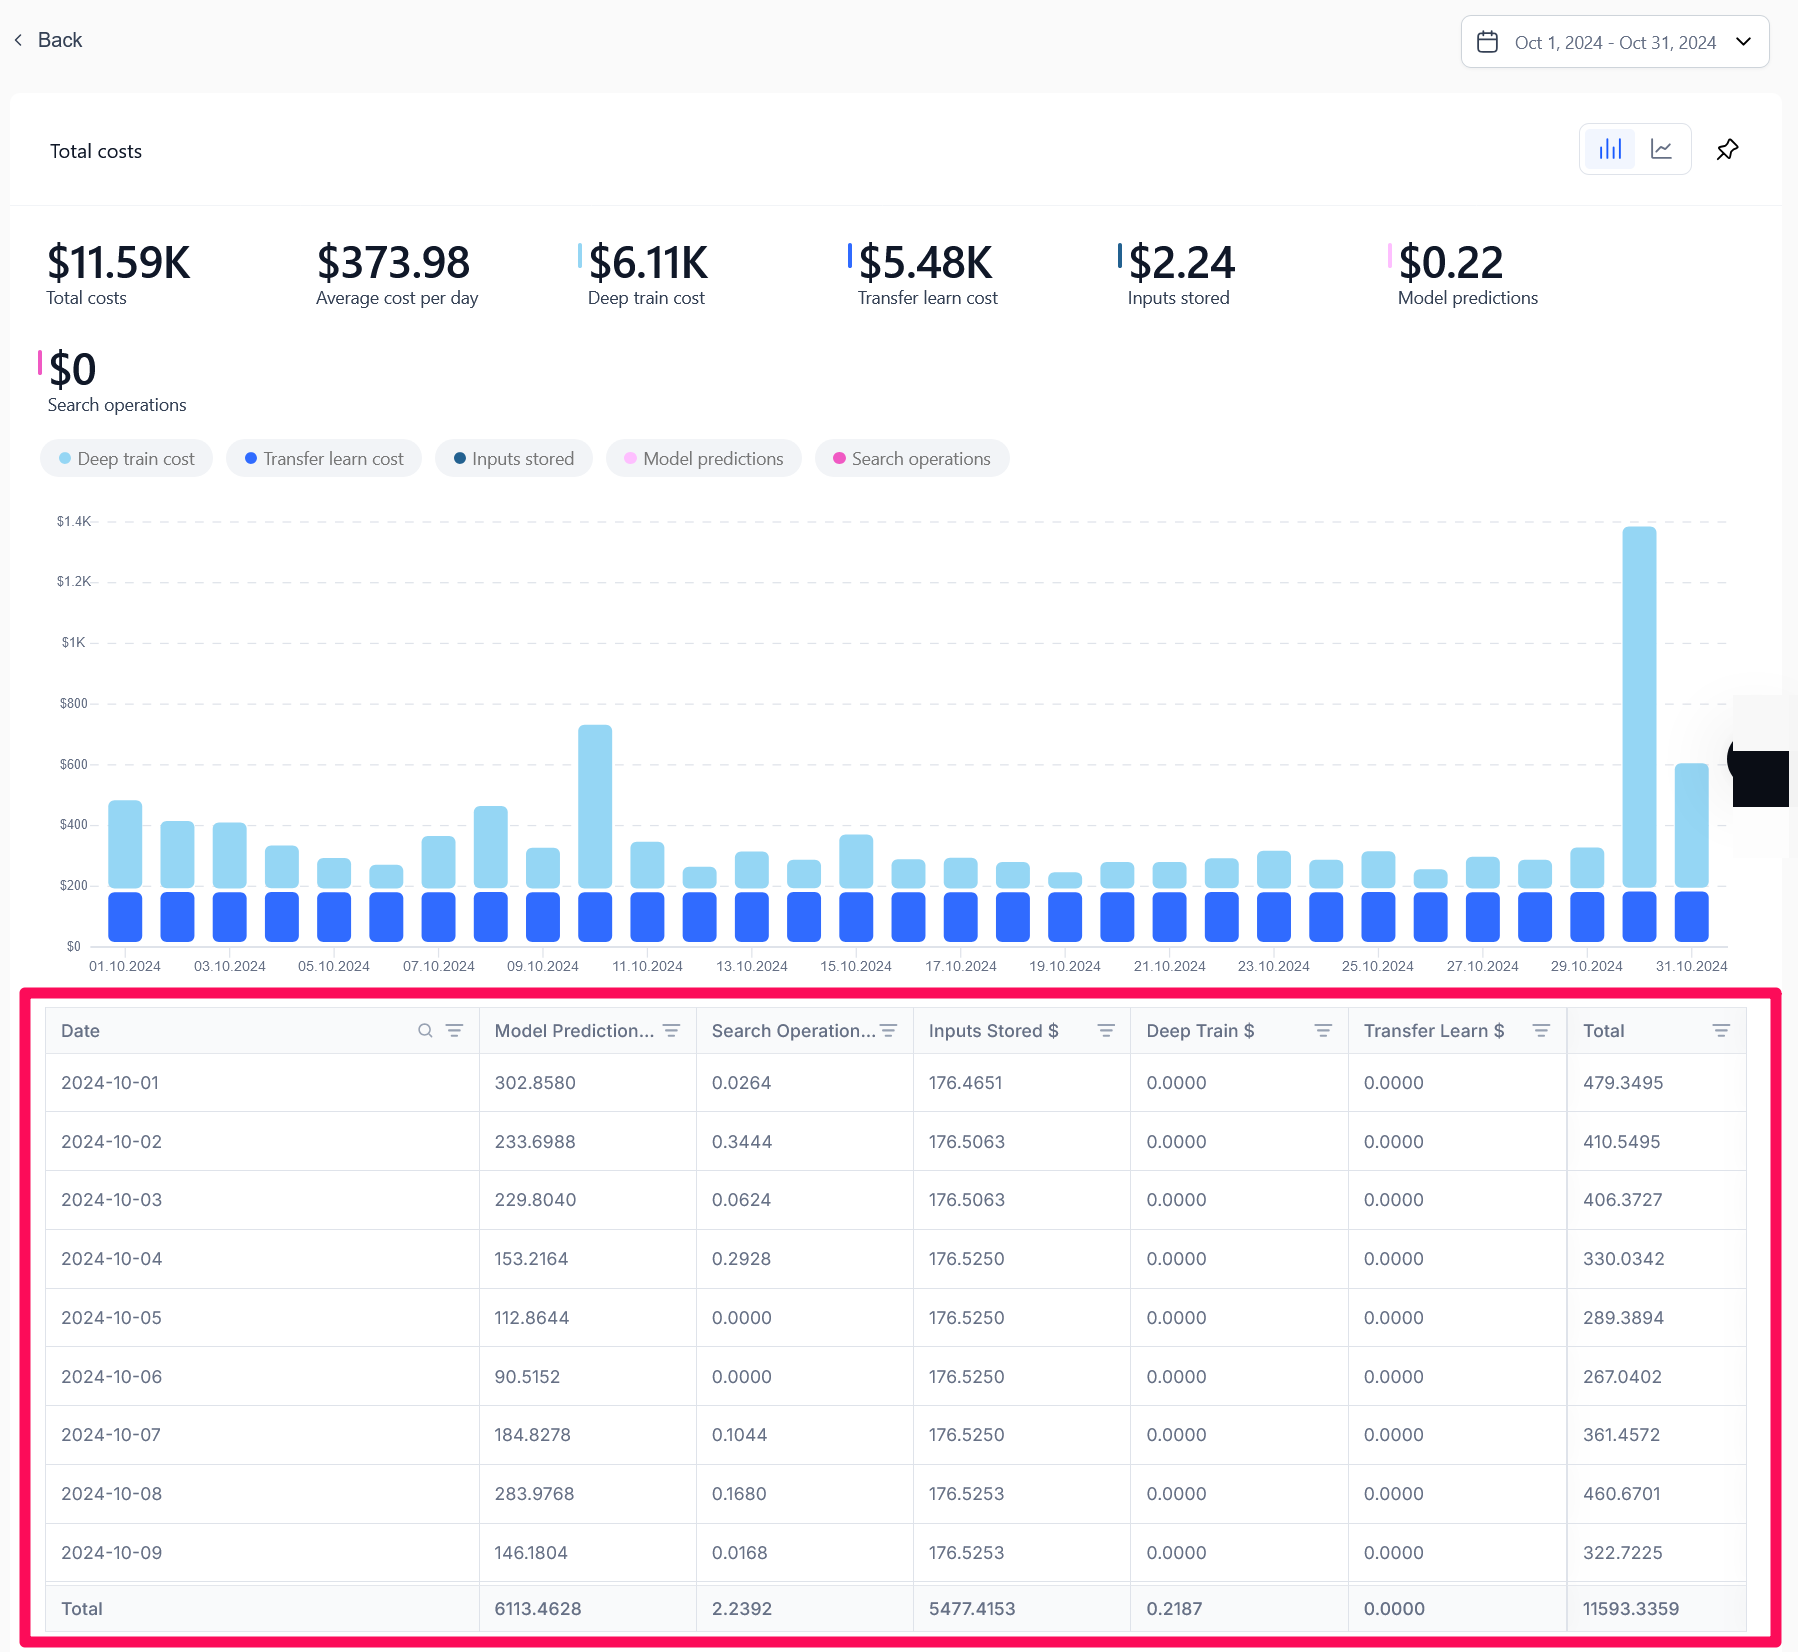 Back
Oct 1, 2024 - Oct 31, 2024
Total costs
$11.59K $373.98 $6.11K $5.48K $2.24 $0.22
Total costs Average cost per day Deep train cost Transfer learn cost Inputs stored Model predictions
$0
Search operations
Deep train cost Transfer learn cost Inputs stored Model predictions Search operations
$1.4K
$1.2K
$1K
$800
$600
$400
$200
$0
01.10.2024 03.10.2024 05.10.2024 07.10.2024 09.10.2024 11.10.2024 13.10.2024 15.10.2024 17.10.2024 19.10.2024 21.10.2024 23.10.2024 25.10.2024 27.10.2024 29.10.2024 31.10.2024
Date Model Prediction... Search Operation... Inputs Stored $ Deep Train $ Transfer Learn $ Total
2024-10-01 302.8580 0.0264 176.4651 0.0000 0.0000 479.3495
2024-10-02 233.6988 0.3444 176.5063 0.0000 0.0000 410.5495
2024-10-03 229.8040 0.0624 176.5063 0.0000 0.0000 406.3727
2024-10-04 153.2164 0.2928 176.5250 0.0000 0.0000 330.0342
2024-10-05 112.8644 0.0000 176.5250 0.0000 0.0000 289.3894
2024-10-06 90.5152 0.0000 176.5250 0.0000 0.0000 267.0402
2024-10-07 184.8278 0.1044 176.5250 0.0000 0.0000 361.4572
2024-10-08 283.9768 0.1680 176.5253 0.0000 0.0000 460.6701
2024-10-09 146.1804 0.0168 176.5253 0.0000 0.0000 322.7225
Total 6113.4628 2.2392 5477.4153 0.2187 0.0000 11593.3359